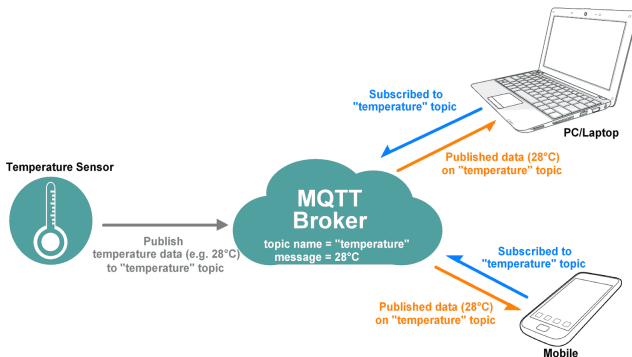 Temperature Sensor
Publish
temperature data (e.g. 28°C)
to "temperature" topic
MQTT
Broker
topic name = "temperature"
message = 28°C
Subscribed to
"temperature" topic
PC/Laptop
Published data (28°C)
on "temperature" topic
Subscribed to
"temperature" topic
Published data (28°C)
on "temperature" topic
Mobile